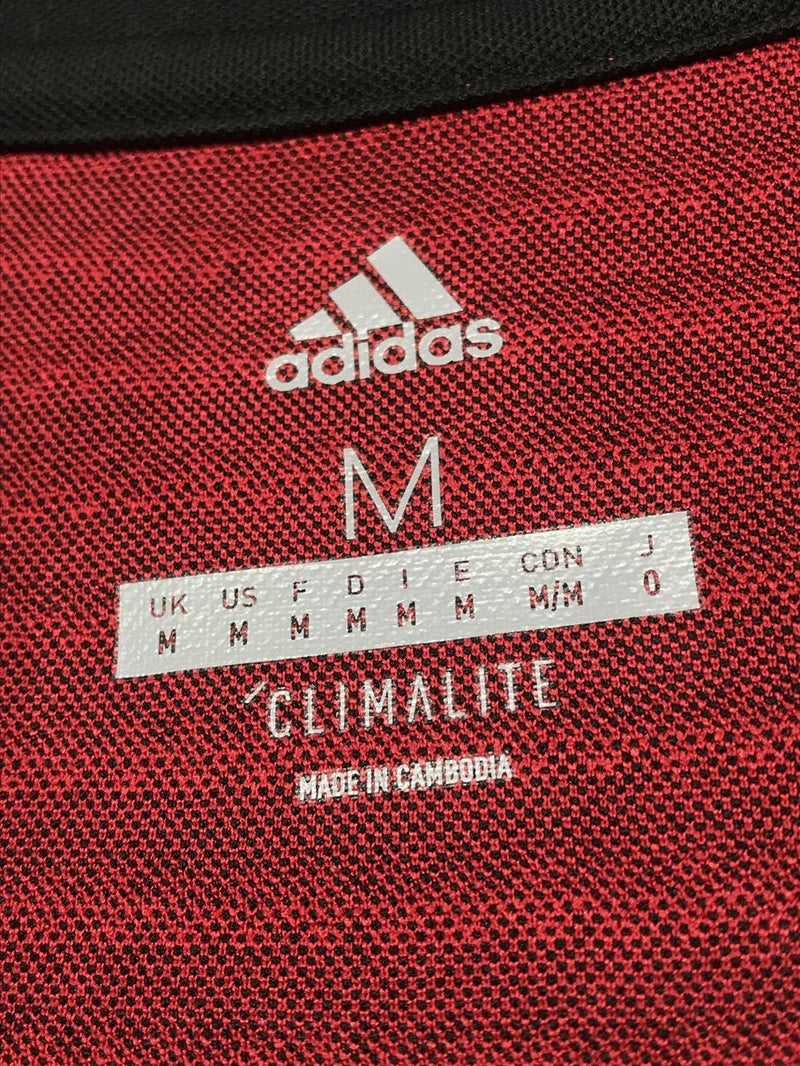 adidas
M
UK US F D I E CDN J
M M M M M M M/M O
CLIMALITE
MADE IN CAMBODIA